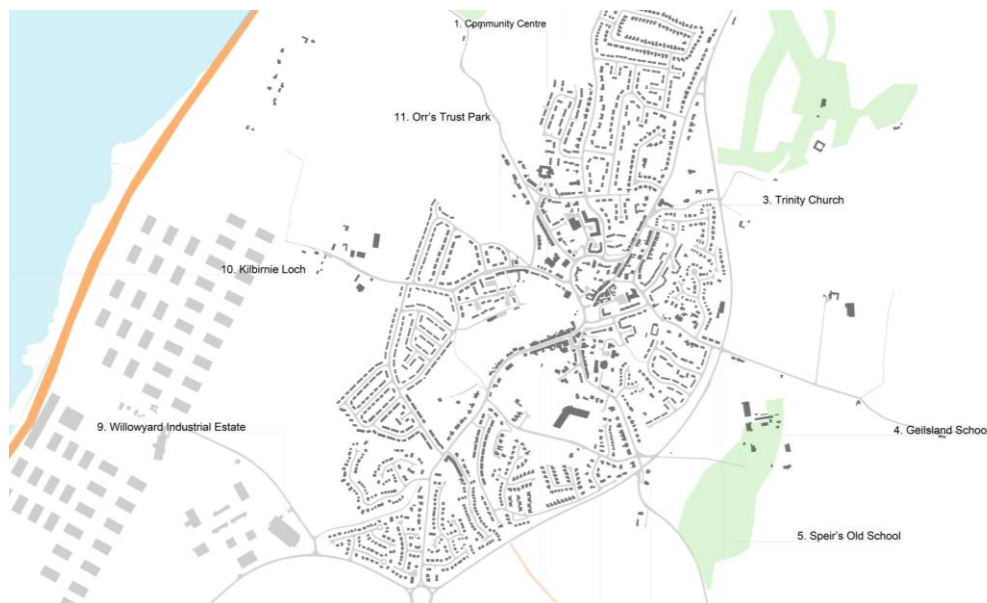 1. Community Centre
11. Orr's Trust Park
3. Trinity Church
10. Kilbirnie Loch
9. Willowyard Industrial Estate
4. Geilsland Schoo
5. Speir's Old School